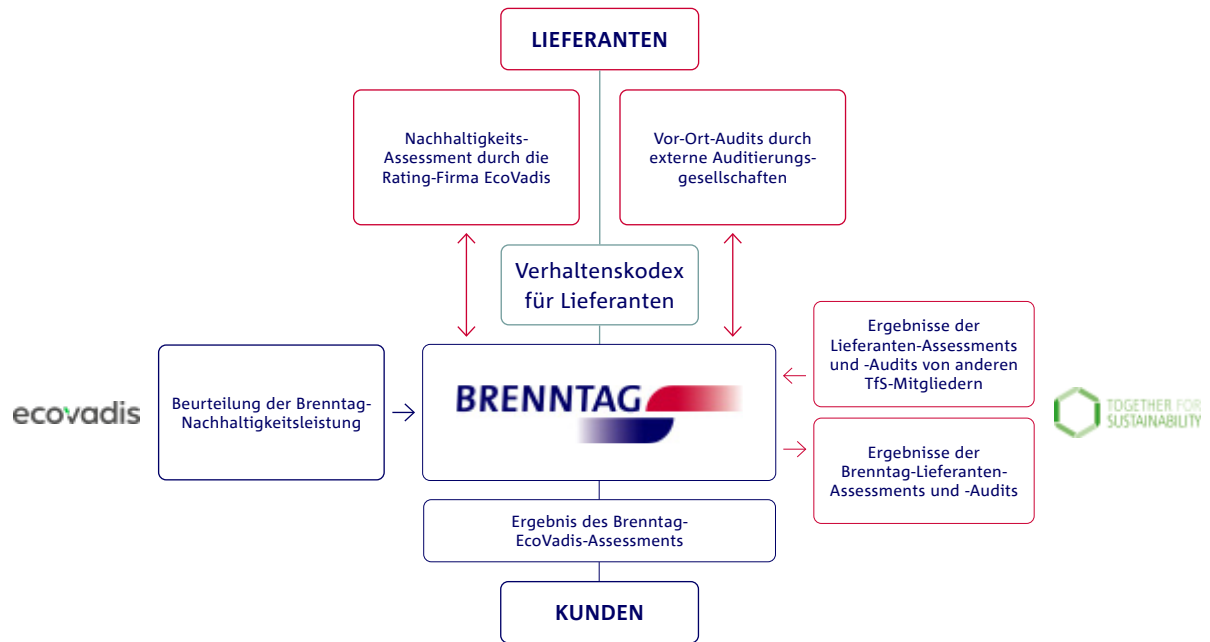 LIEFERANTEN
Nachhaltigkeits-
Assessment durch die
Rating-Firma EcoVadis
Vor-Ort-Audits durch
externe Auditierungs-
gesellschaften
Verhaltenskodex
für Lieferanten
ecovadis
Beurteilung der Brenntag-
Nachhaltigkeitsleistung
BRENNTAG
Ergebnisse der
Lieferanten-Assessments
und -Audits von anderen
TfS-Mitgliedern
Ergebnisse der
Brenntag-Lieferanten-
Assessments und -Audits
TOGETHER FOR
SUSTAINABILITY
Ergebnis des Brenntag-
EcoVadis-Assessments
KUNDEN